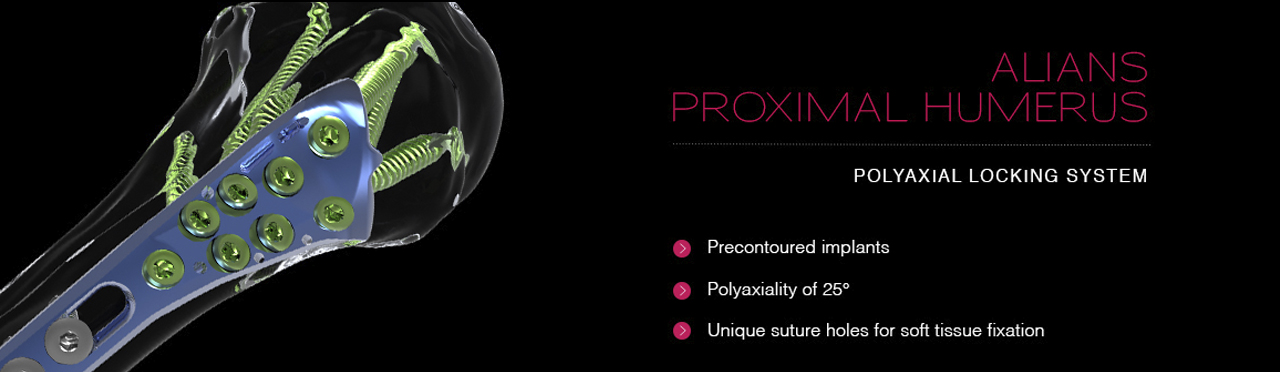 ALIANS
PROXIMAL HUMERUS
POLYAXIAL LOCKING SYSTEM
Precontoured implants
Polyaxiality of 25°
Unique suture holes for soft tissue fixation